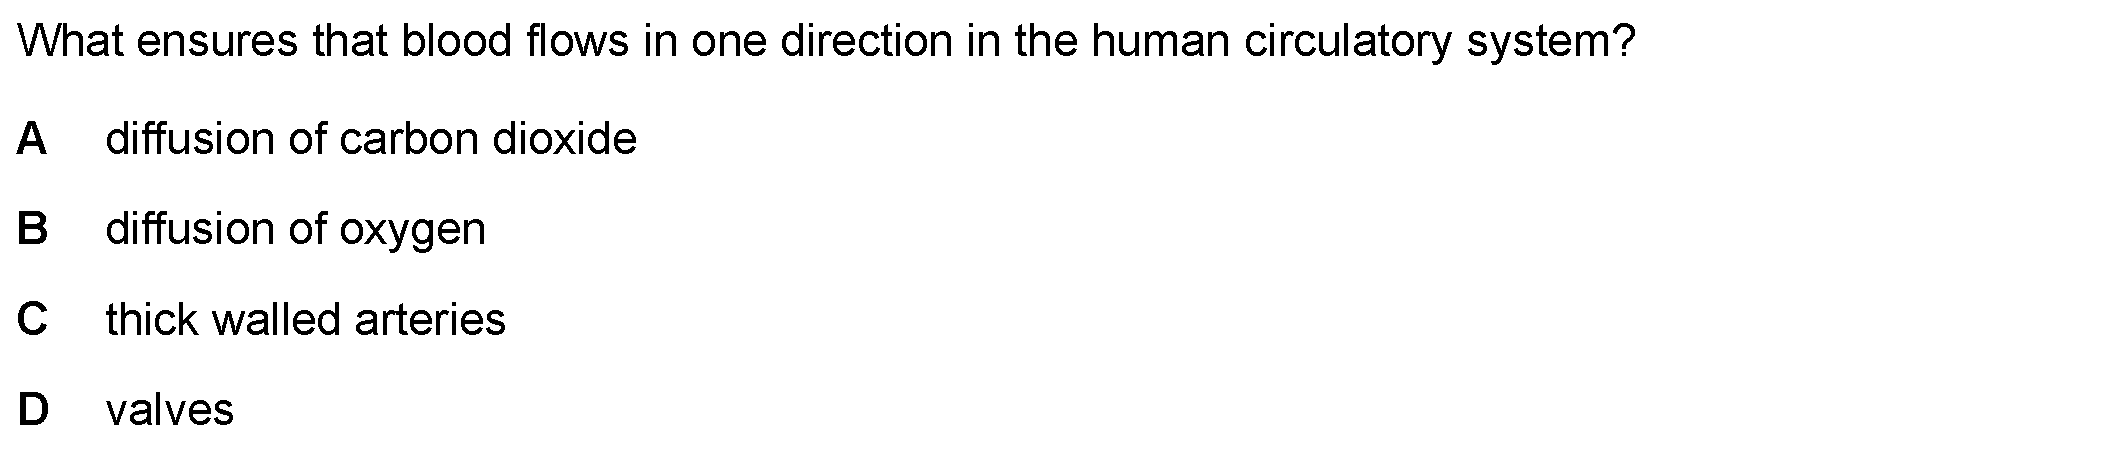 What ensures that blood flows in one direction in the human circulatory system?
A diffusion of carbon dioxide
B diffusion of oxygen
C thick walled arteries
D valves